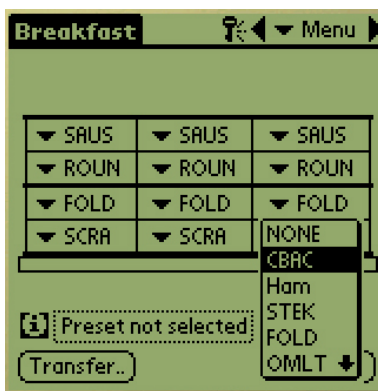 Breakfast Menu
SAUS SAUS SAUS
ROUN ROUN ROUN
FOLD FOLD FOLD
SCRA SCRA NONE
CBAC
Ham
STEK
Preset not selected FOLD
Transfer.. OMLT